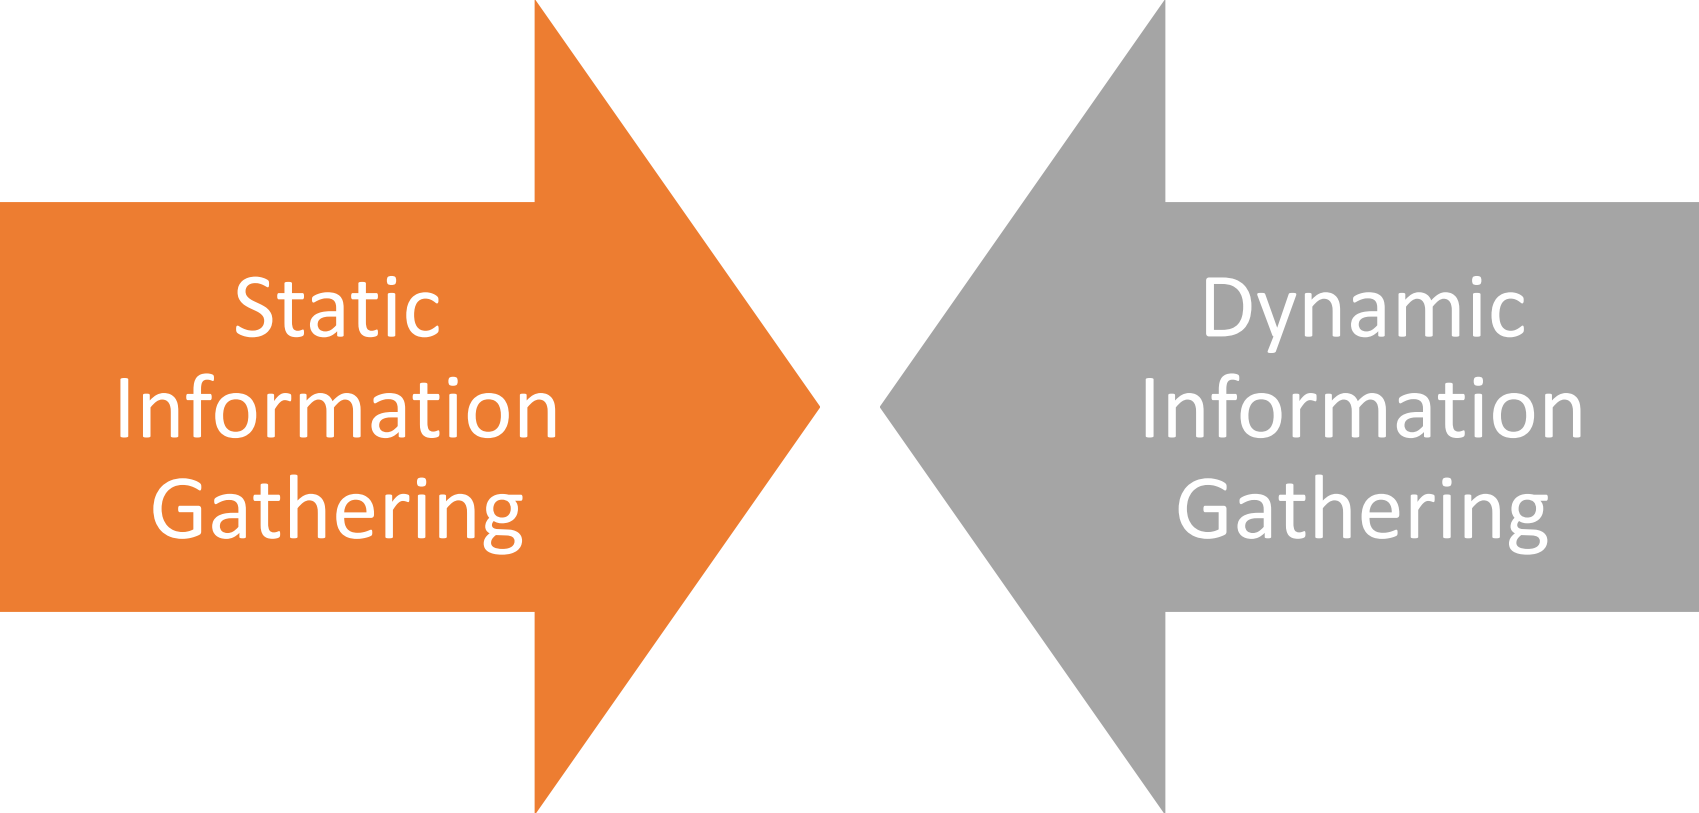 Static
Information
Gathering
Dynamic
Information
Gathering